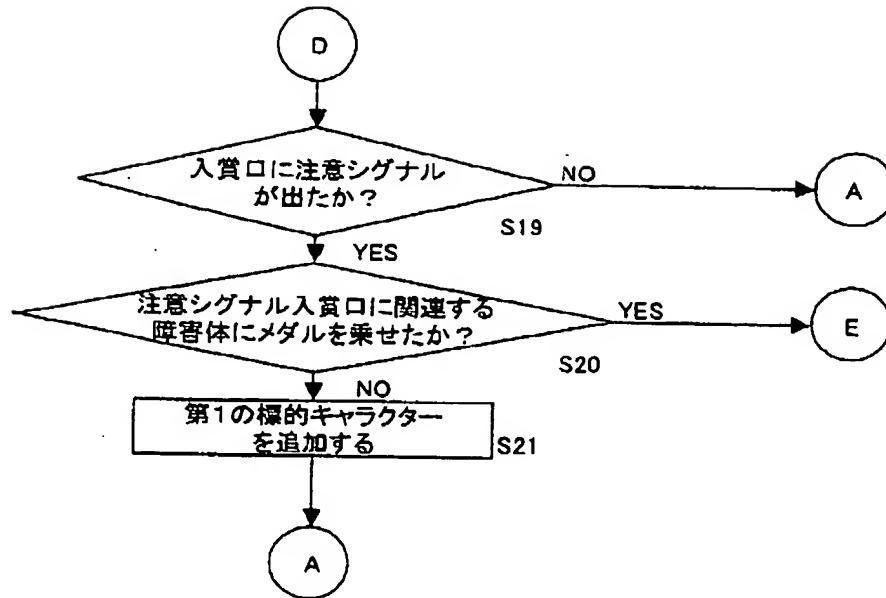 D
入賞口に注意シグナル
が出たか？
NO
A
S19
YES
注意シグナル入賞口に関連する
障害体にメダルを乗せたか？
YES
E
S20
NO
第1の標的キャラクター
を追加する
S21
A